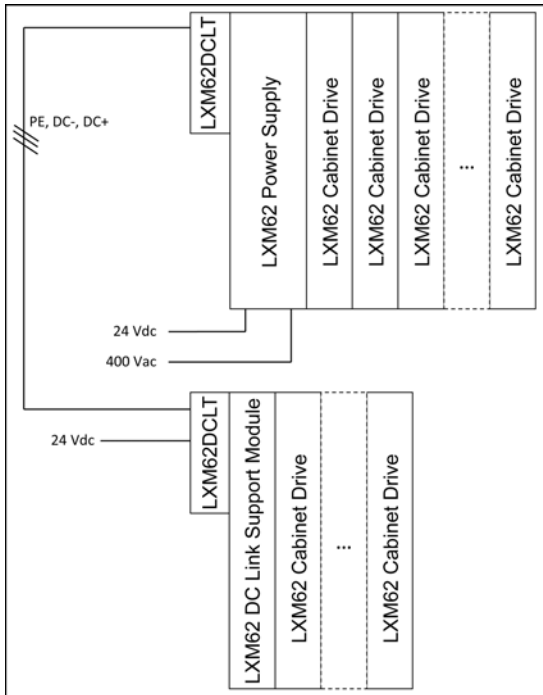 LXM62DCLT
LXM62 Power Supply
LXM62 Cabinet Drive
LXM62 Cabinet Drive
LXM62 Cabinet Drive
...
LXM62 Cabinet Drive
PE, DC-, DC+
24 Vdc
400 Vac
LXM62DCLT
24 Vdc
LXM62 DC Link Support Module
LXM62 Cabinet Drive
...
LXM62 Cabinet Drive